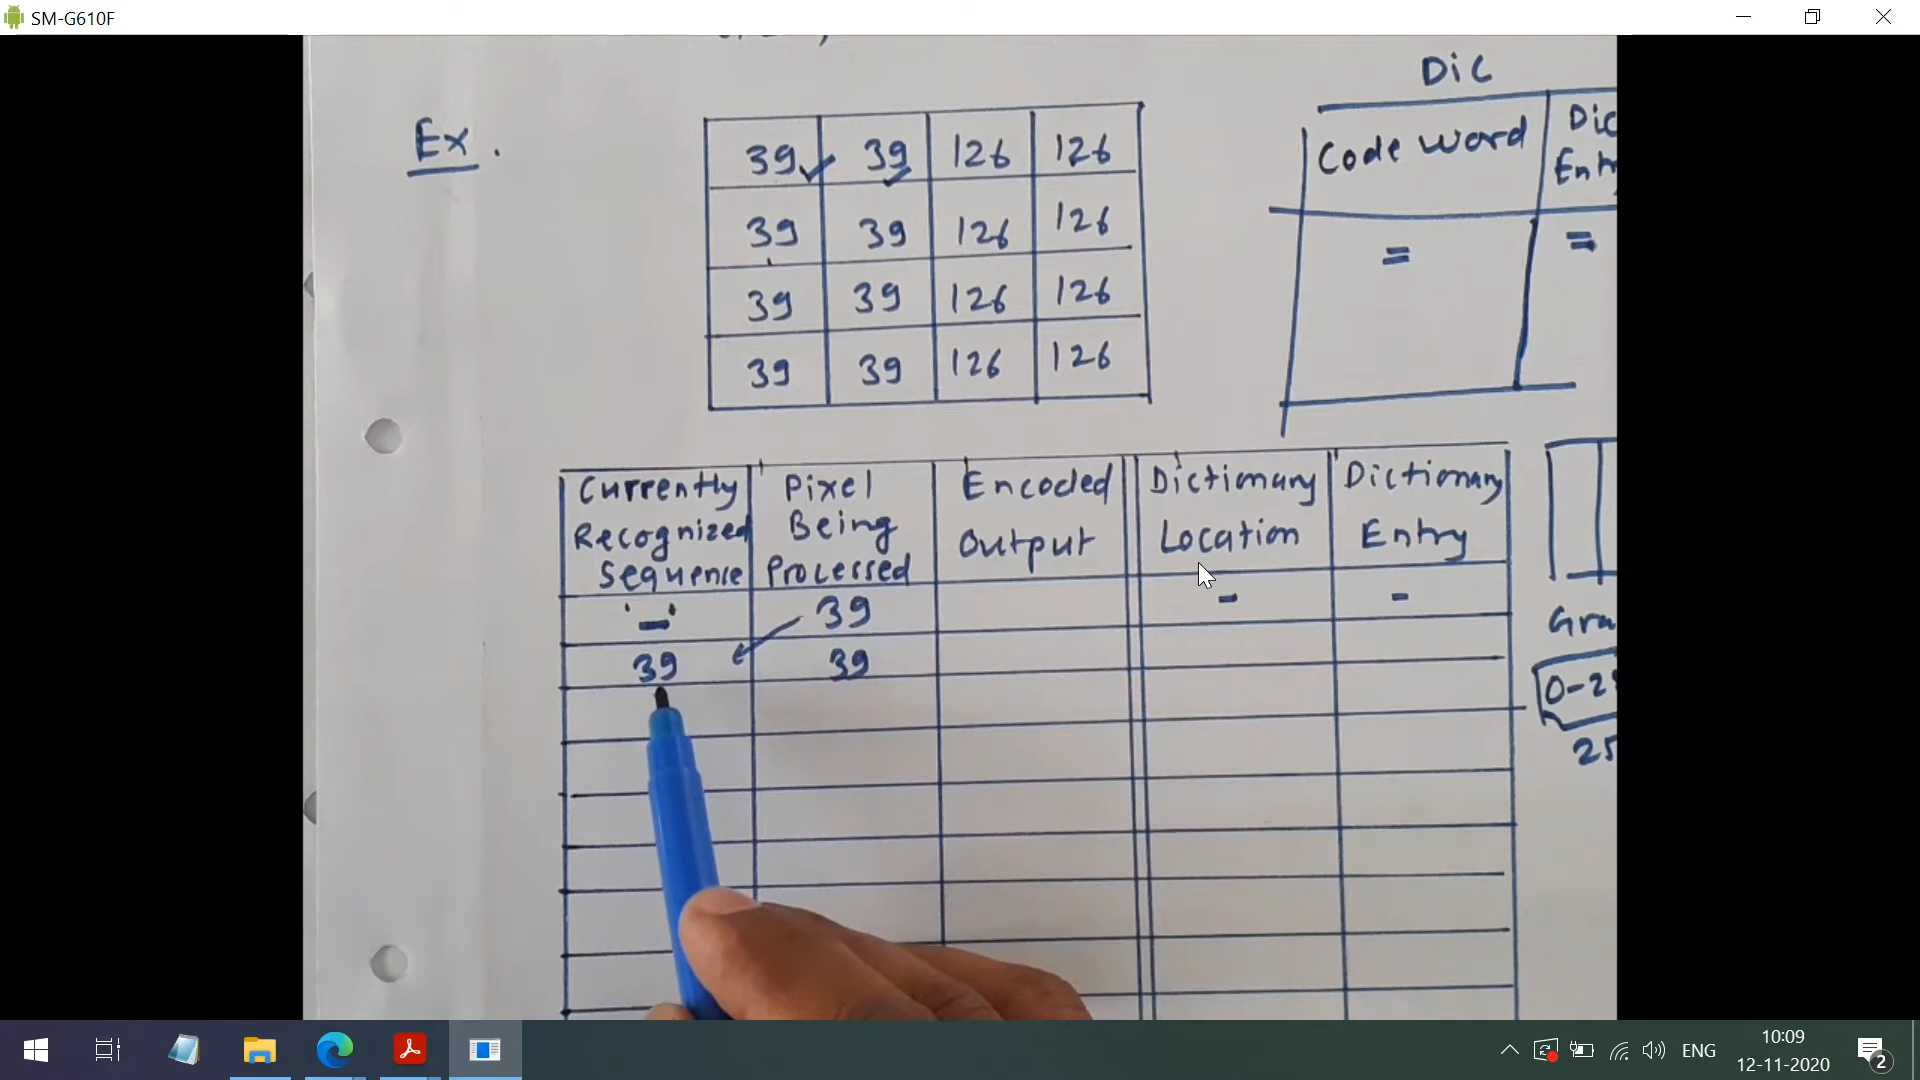 SM-G610F
Ex.
39 39 126 126
39 39 126 126
39 39 126 126
39 39 126 126
Dic
Code Word
=
=
Currently Recognized Sequence
Pixel Being Processed
Encoded Output
Dictionary Location
Dictionary Entry
- 39 - -
39 39
ENG
10:09
12-11-2020
2